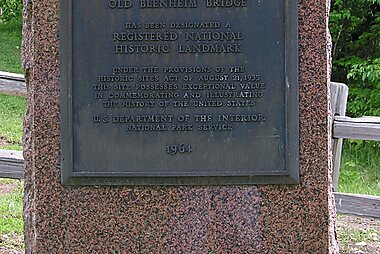 OLD BLENHEIM BRIDGE
HAS BEEN DESIGNATED A
REGISTERED NATIONAL
HISTORIC LANDMARK
UNDER THE PROVISIONS OF THE
HISTORIC SITES ACT OF AUGUST 21, 1935
THIS SITE POSSESSES EXCEPTIONAL VALUE
IN COMMEMORATING AND ILLUSTRATING
THE HISTORY OF THE UNITED STATES
U.S. DEPARTMENT OF THE INTERIOR
NATIONAL PARK SERVICE
1964